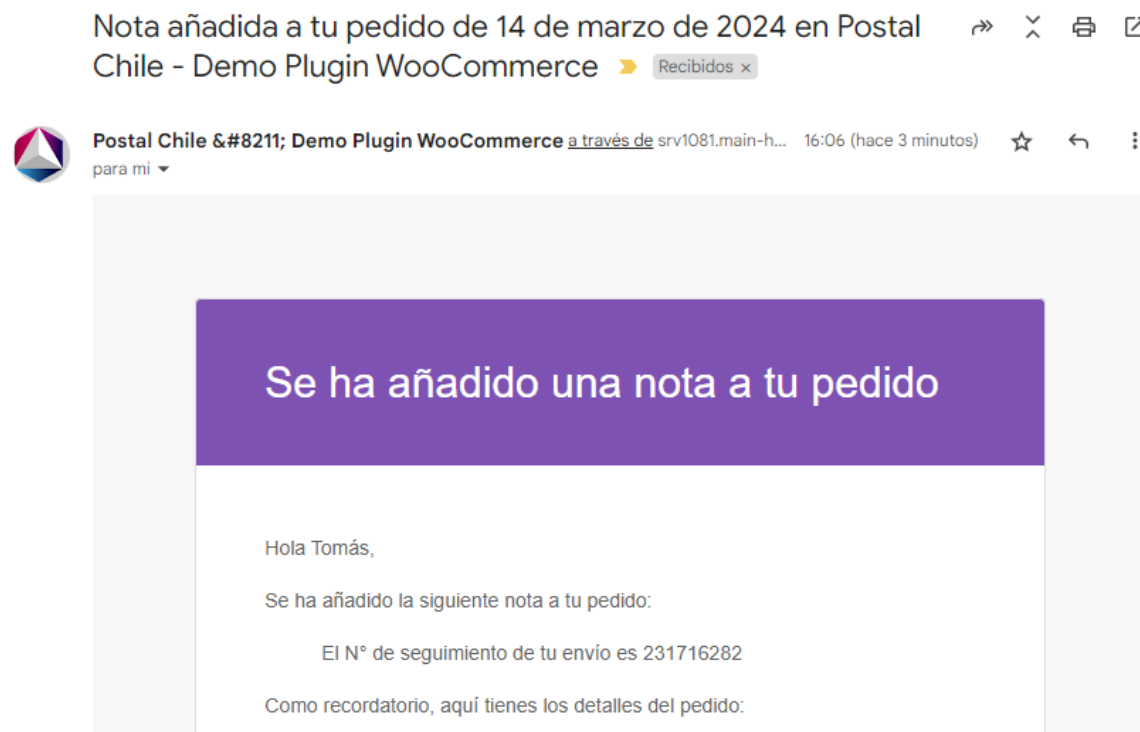 Nota añadida a tu pedido de 14 de marzo de 2024 en Postal
Chile - Demo Plugin WooCommerce Recibidos ×
Postal Chile &#8211; Demo Plugin WooCommerce a través de srv1081.main-h... 16:06 (hace 3 minutos)
para mí
Se ha añadido una nota a tu pedido
Hola Tomás,
Se ha añadido la siguiente nota a tu pedido:
El N° de seguimiento de tu envío es 231716282
Como recordatorio, aquí tienes los detalles del pedido: